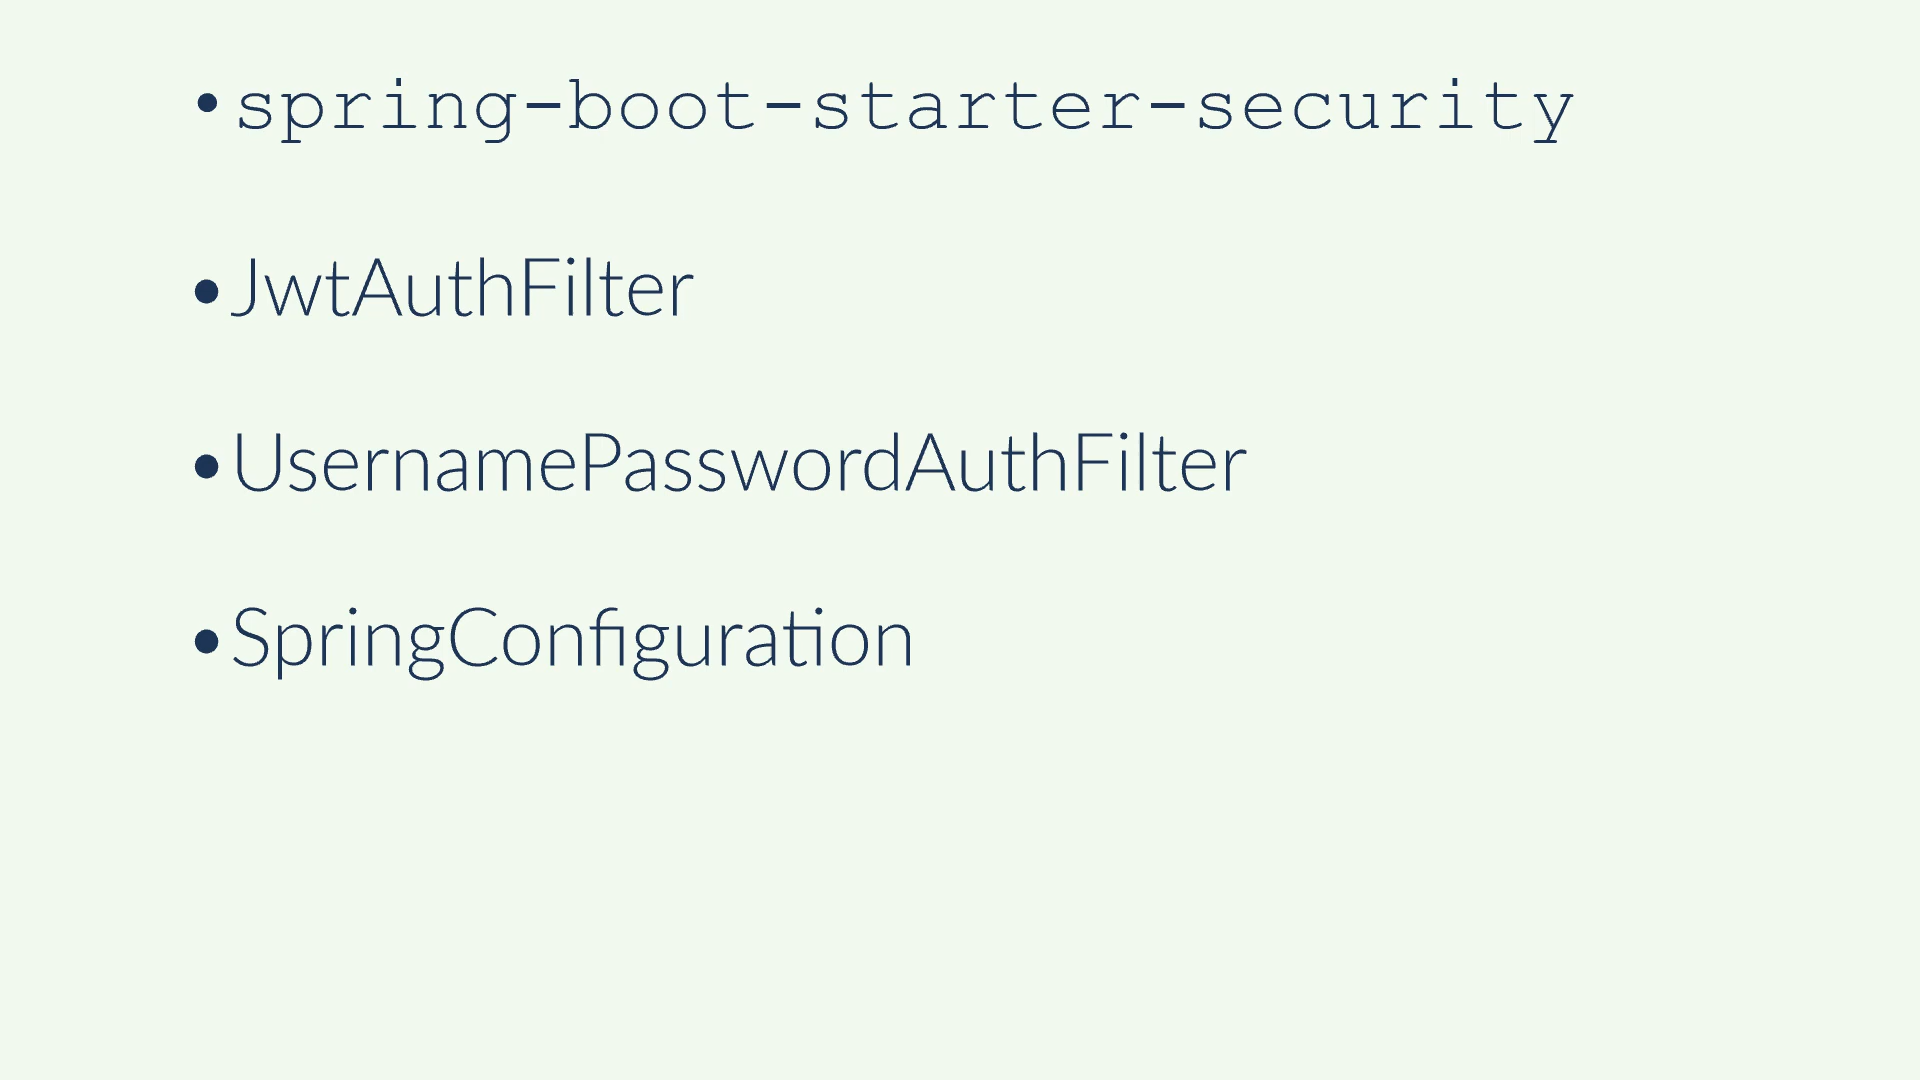 • spring-boot-starter-security
• JwtAuthFilter
• UsernamePasswordAuthFilter
• SpringConfiguration